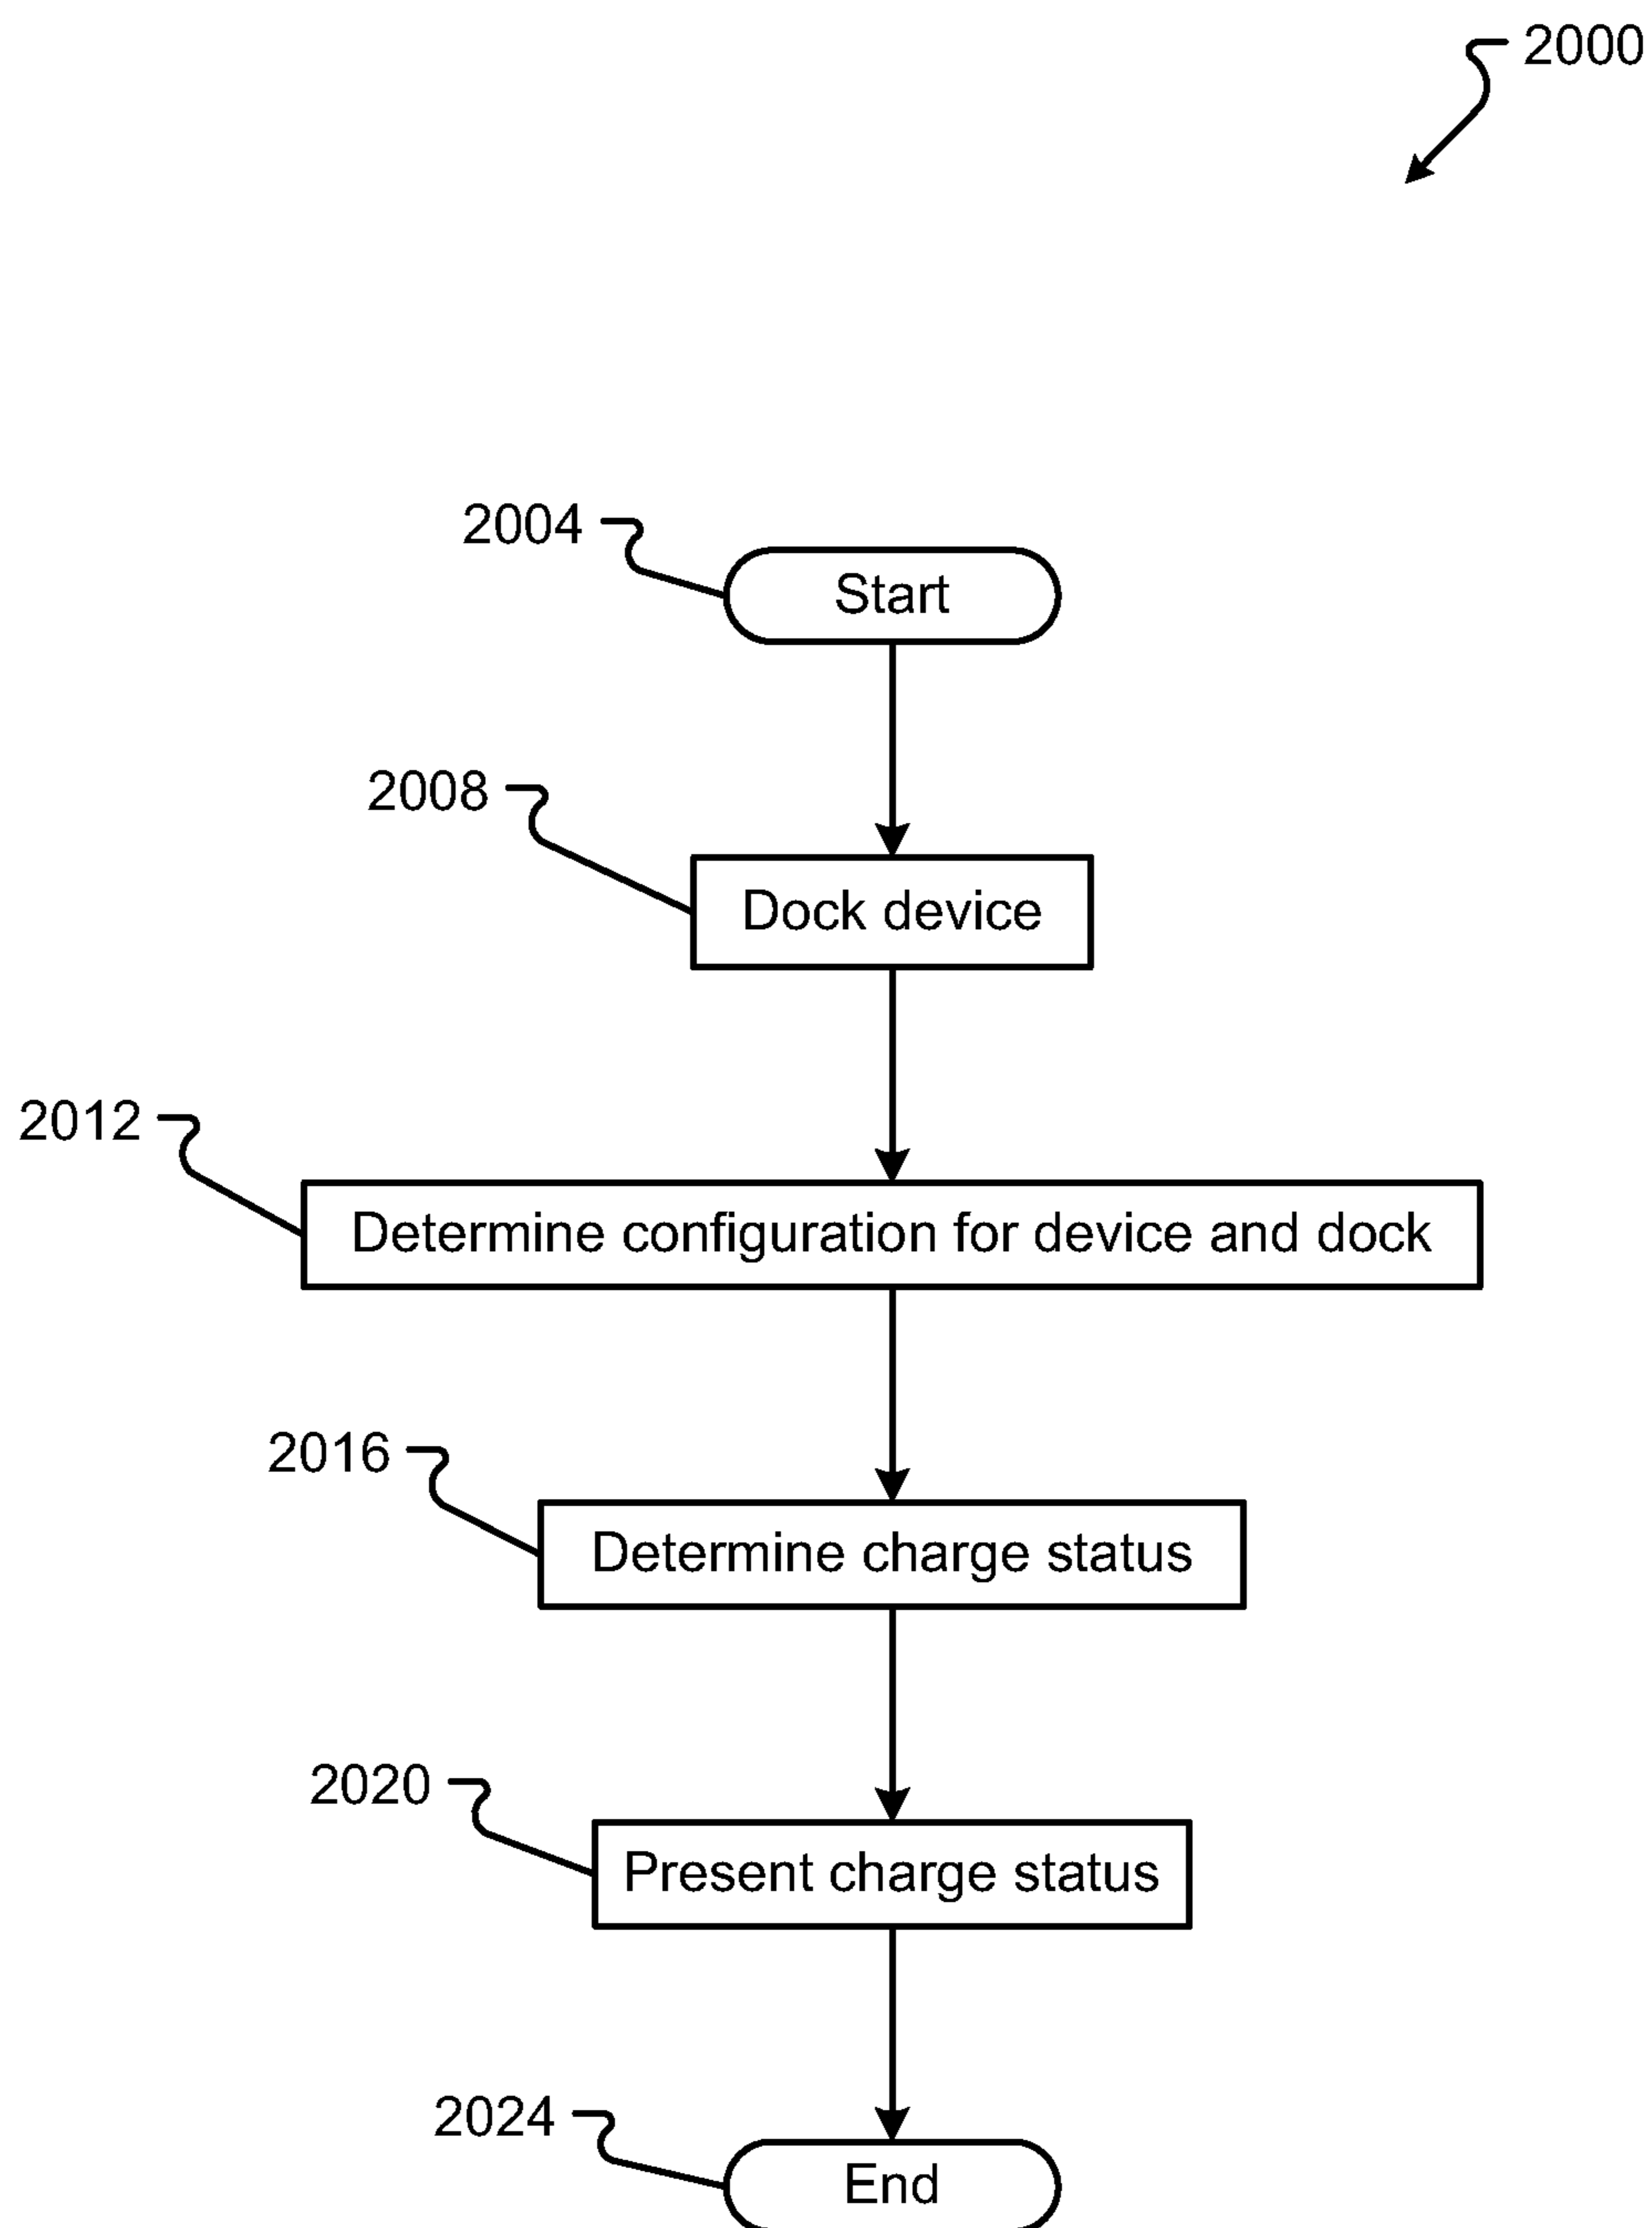 2000
2004
Start
2008
Dock device
2012
Determine configuration for device and dock
2016
Determine charge status
2020
Present charge status
2024
End